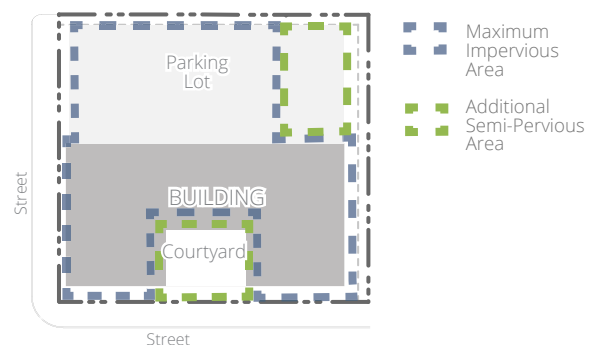 Parking
Lot
BUILDING
Courtyard
Street
Street
Maximum
Impervious
Area
Additional
Semi-Pervious
Area